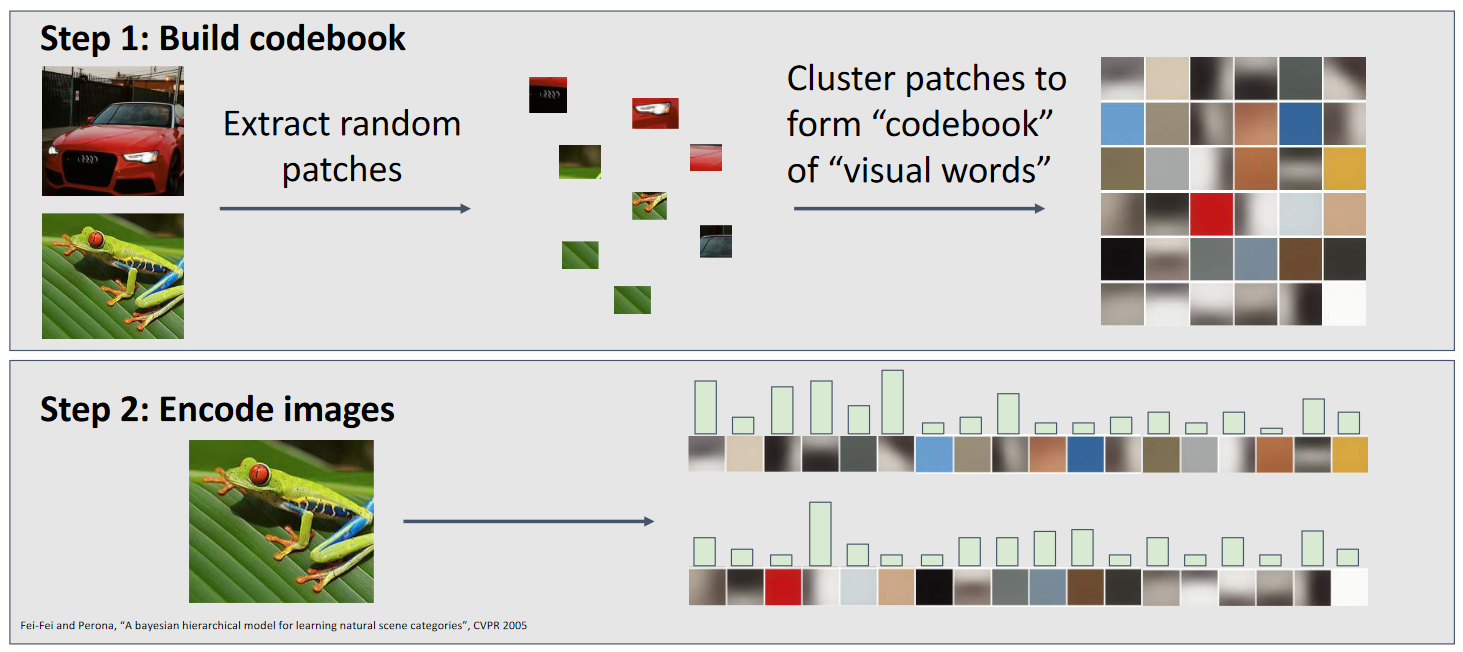 Step 1: Build codebook
Extract random
patches
Cluster patches to
form “codebook”
of “visual words”
Step 2: Encode images
Fei-Fei and Perona, “A bayesian hierarchical model for learning natural scene categories”, CVPR 2005